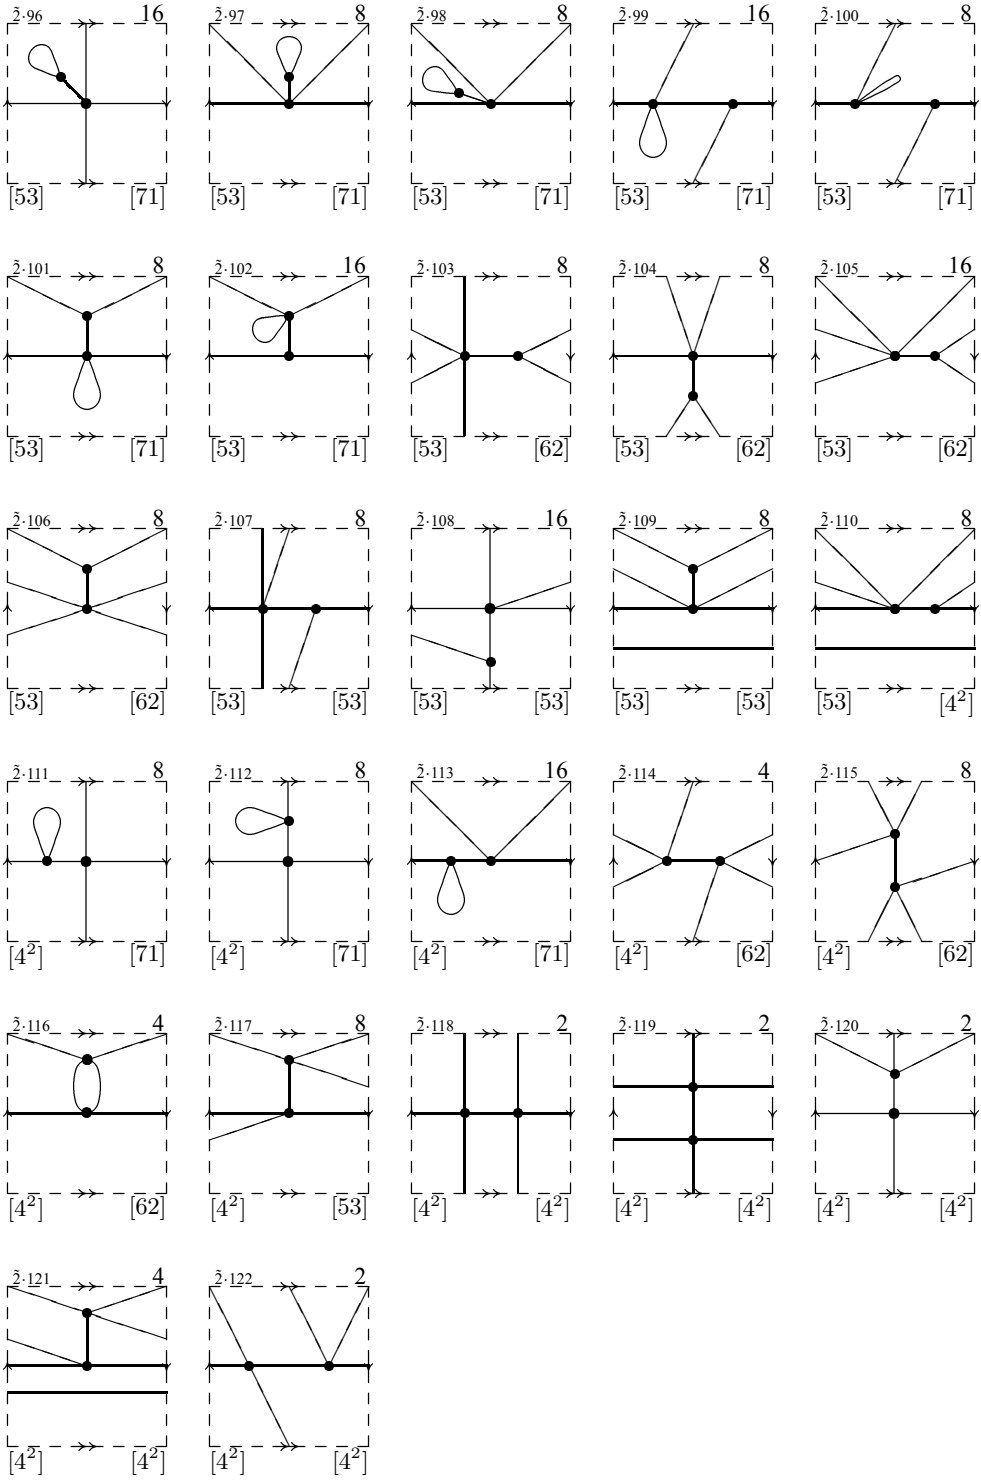 2̃·96 16 2̃·97 8 2̃·98 8 2̃·99 16 2̃·100 8
[53] [71] [53] [71] [53] [71] [53] [71] [53] [71]
2̃·101 8 2̃·102 16 2̃·103 8 2̃·104 8 2̃·105 16
[53] [71] [53] [71] [53] [62] [53] [62] [53] [62]
2̃·106 8 2̃·107 8 2̃·108 16 2̃·109 8 2̃·110 8
[53] [62] [53] [53] [53] [53] [53] [53] [53] [4²]
2̃·111 8 2̃·112 8 2̃·113 16 2̃·114 4 2̃·115 8
[4²] [71] [4²] [71] [4²] [71] [4²] [62] [4²] [62]
2̃·116 4 2̃·117 8 2̃·118 2 2̃·119 2 2̃·120 2
[4²] [62] [4²] [53] [4²] [4²] [4²] [4²] [4²] [4²]
2̃·121 4 2̃·122 2
[4²] [4²] [4²] [4²]